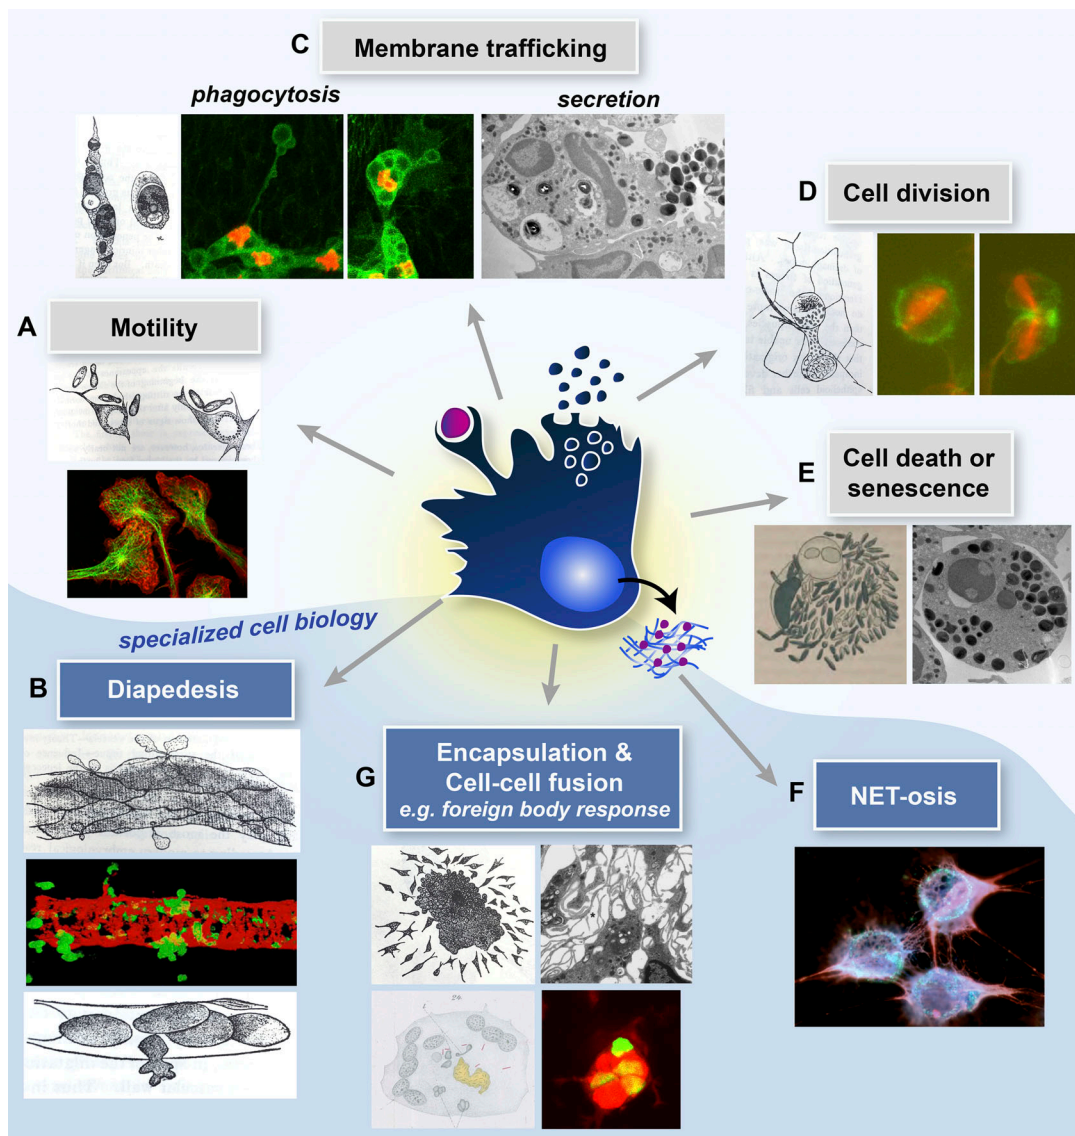 C
Membrane trafficking
phagocytosis
secretion
D
Cell division
A
Motility
E
Cell death or
senescence
specialized cell biology
B
Diapedesis
G
Encapsulation &
Cell-cell fusion
e.g. foreign body response
F
NET-osis
*